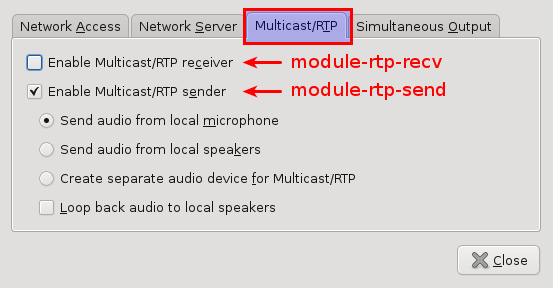 Network Access Network Server Multicast/RTP Simultaneous Output
Enable Multicast/RTP receiver module-rtp-recv
Enable Multicast/RTP sender module-rtp-send
Send audio from local microphone
Send audio from local speakers
Create separate audio device for Multicast/RTP
Loop back audio to local speakers
Close